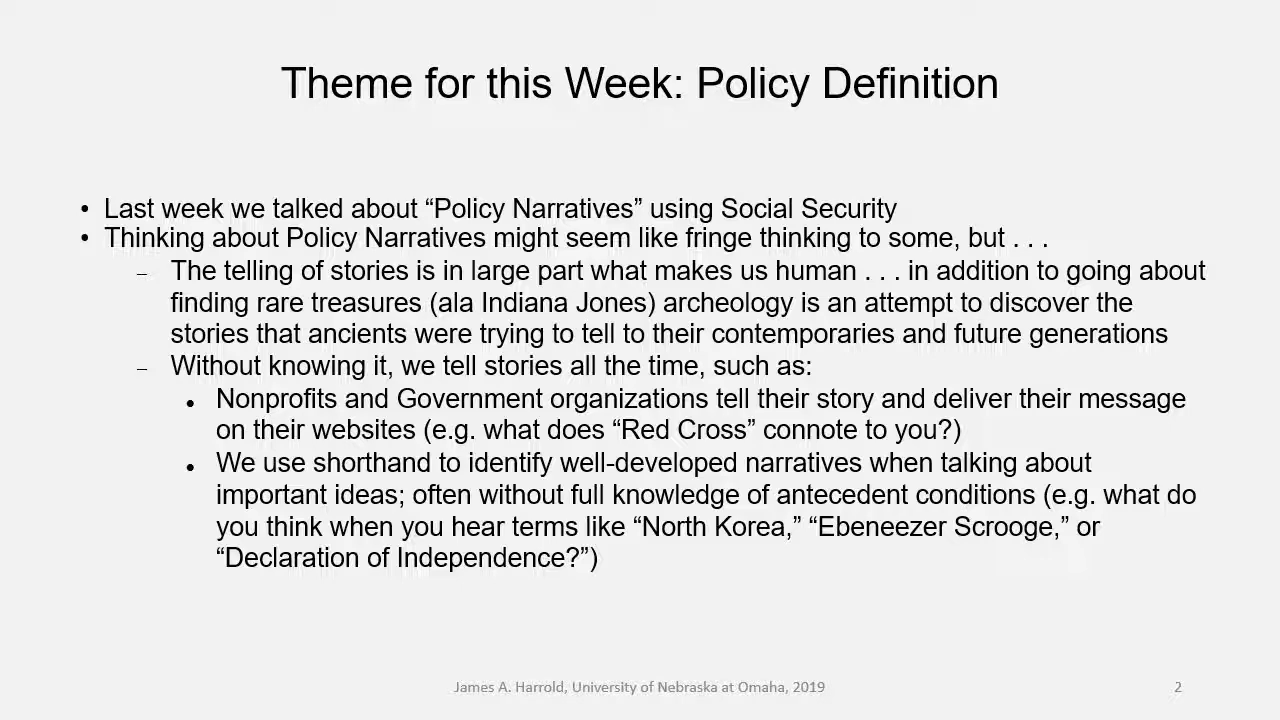 Theme for this Week: Policy Definition
• Last week we talked about “Policy Narratives” using Social Security
• Thinking about Policy Narratives might seem like fringe thinking to some, but . . .
– The telling of stories is in large part what makes us human . . . in addition to going about
finding rare treasures (ala Indiana Jones) archeology is an attempt to discover the
stories that ancients were trying to tell to their contemporaries and future generations
– Without knowing it, we tell stories all the time, such as:
• Nonprofits and Government organizations tell their story and deliver their message
on their websites (e.g. what does “Red Cross” connote to you?)
• We use shorthand to identify well-developed narratives when talking about
important ideas; often without full knowledge of antecedent conditions (e.g. what do
you think when you hear terms like “North Korea,” “Ebeneezer Scrooge,” or
“Declaration of Independence?”)
James A. Harrold, University of Nebraska at Omaha, 2019
2